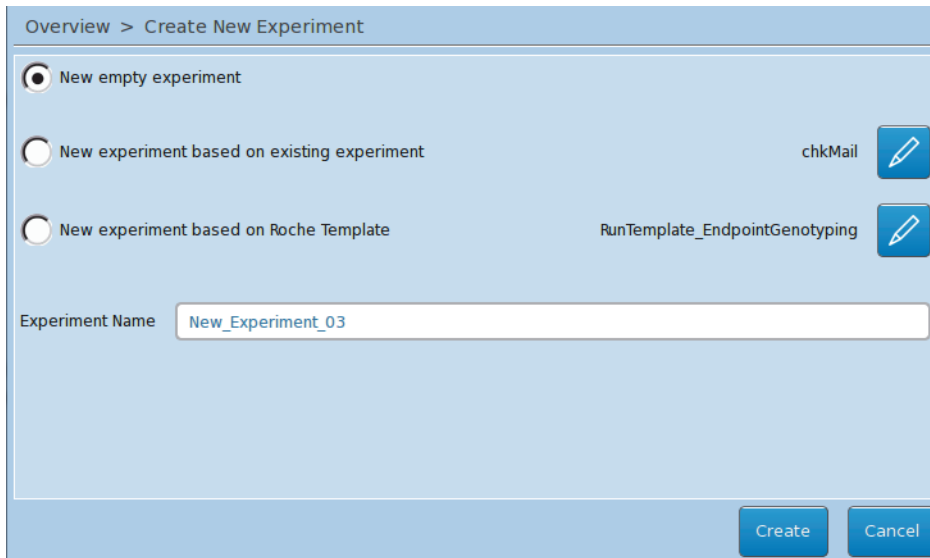 Overview > Create New Experiment
New empty experiment
New experiment based on existing experiment chkMail
New experiment based on Roche Template RunTemplate_EndpointGenotyping
Experiment Name New_Experiment_03
Create Cancel